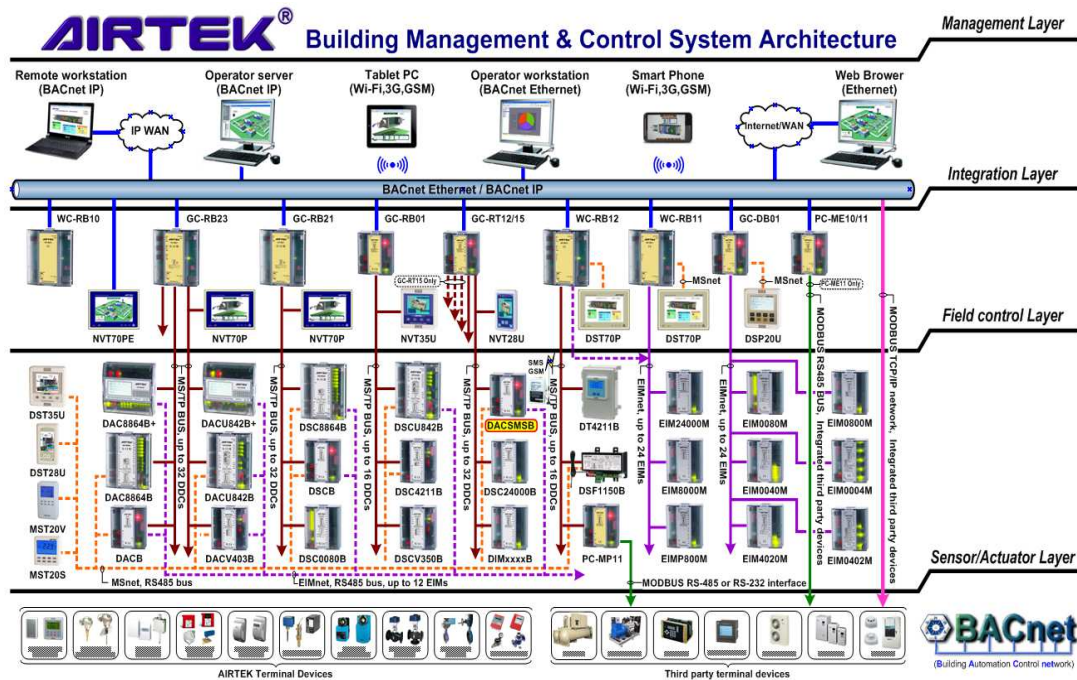 AIRTEK®
Building Management & Control System Architecture
Management Layer
Remote workstation
(BACnet IP)
Operator server
(BACnet IP)
Tablet PC
(Wi-Fi,3G,GSM)
Operator workstation
(BACnet Ethernet)
Smart Phone
(Wi-Fi,3G,GSM)
Web Brower
(Ethernet)
IP WAN
Internet/WAN
BACnet Ethernet / BACnet IP
Integration Layer
WC-RB10
GC-RB23
GC-RB21
GC-RB01
GC-RT12/15
WC-RB12
WC-RB11
GC-DB01
PC-ME10/11
GC-RT15 Only
MSnet
MSnet
PC-ME11 Only
NVT70PE
NVT70P
NVT70P
NVT35U
NVT28U
DST70P
DST70P
DSP20U
Field control Layer
MS/TP BUS, up to 32 DDCs
MS/TP BUS, up to 32 DDCs
MS/TP BUS, up to 16 DDCs
MS/TP BUS, up to 32 DDCs
MS/TP BUS, up to 16 DDCs
EIMnet, up to 24 EIMs
EIMnet, up to 24 EIMs
MODBUS RS485 BUS, Integrated third party devices
MODBUS TCP/IP network, Integrated third party devices
SMS
GSM
DST35U
DAC8864B+
DACU842B+
DSC8864B
DSCU842B
DACSMSB
DT4211B
EIM24000M
EIM0080M
EIM0800M
DST28U
DAC8864B
DACU842B
DSCB
DSC4211B
DSC24000B
DSF1150B
EIM8000M
EIM0040M
EIM0004M
MST20V
DACB
DACV403B
DSC0080B
DSCV350B
DIMxxxxB
PC-MP11
EIMP800M
EIM4020M
EIM0402M
MST20S
MSnet, RS485 bus
EIMnet, RS485 bus, up to 12 EIMs
MODBUS RS-485 or RS-232 interface
Sensor/Actuator Layer
AIRTEK Terminal Devices
Third party terminal devices
BACnet
(Building Automation Control network)